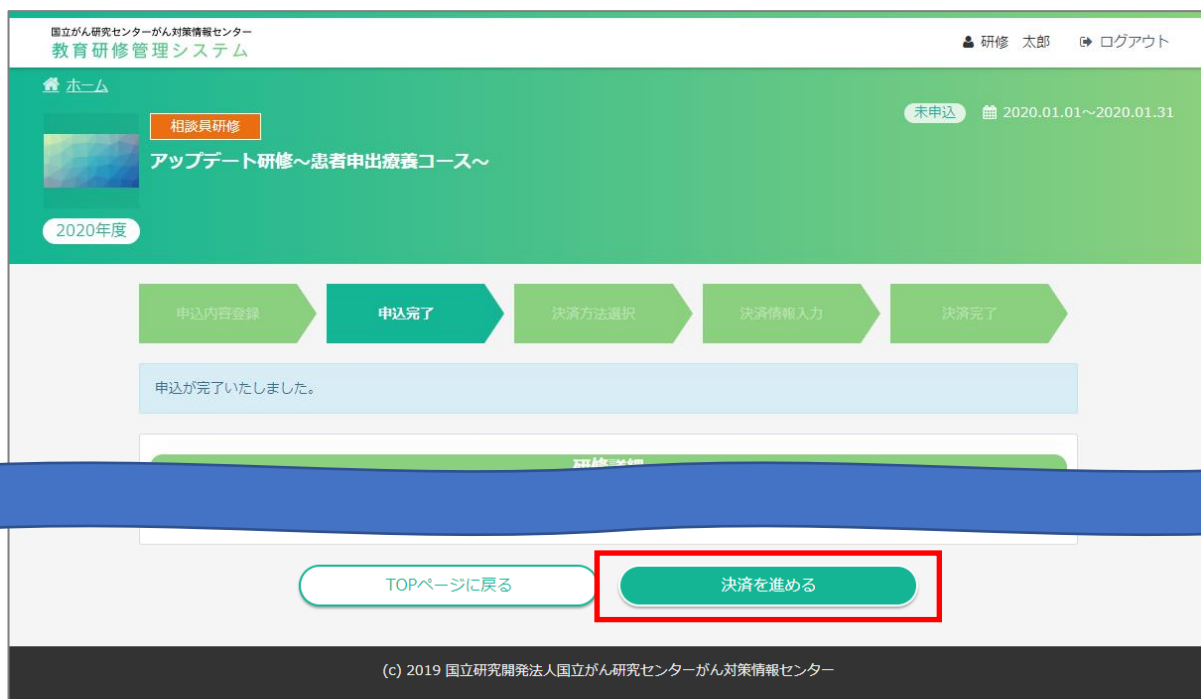 国立がん研究センターがん対策情報センター
教育研修管理システム
研修 太郎 ログアウト
ホーム
未申込 2020.01.01～2020.01.31
相談員研修
アップデート研修～患者申出療養コース～
2020年度
申込内容登録 申込完了 決済方法選択 決済情報入力 決済完了
申込が完了いたしました。
研修詳細
TOPページに戻る 決済を進める
(c) 2019 国立研究開発法人国立がん研究センターがん対策情報センター